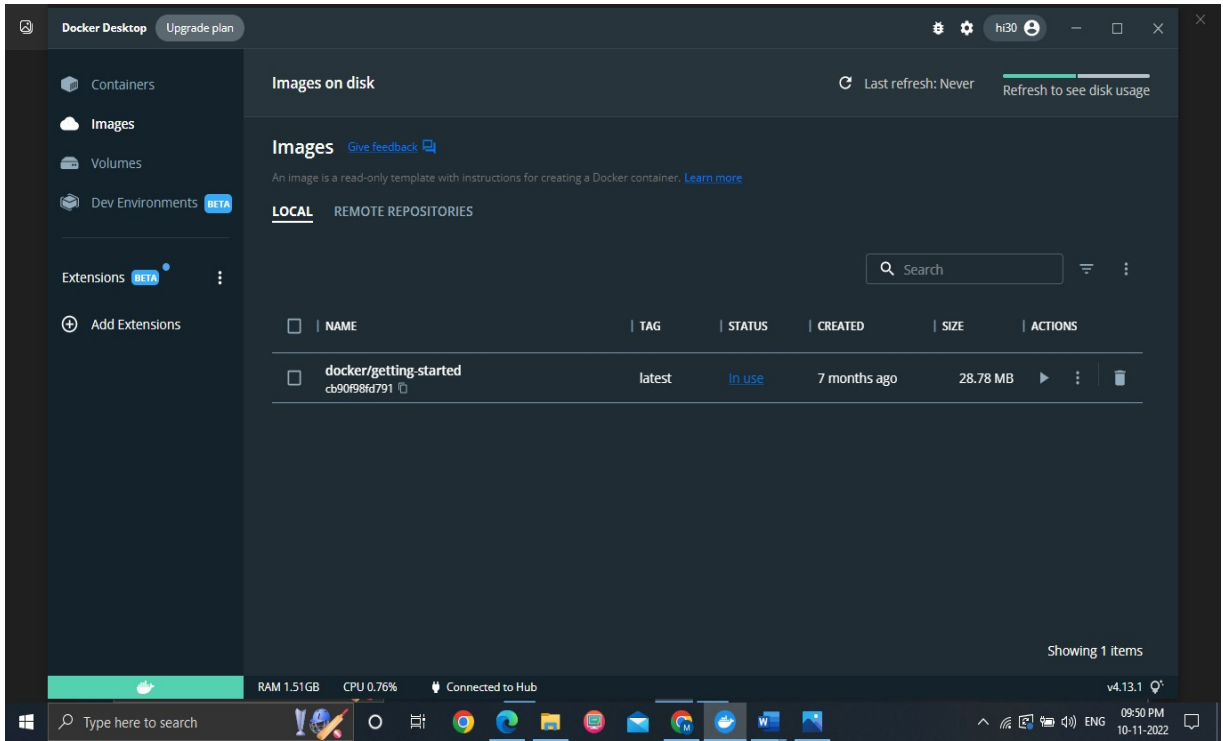 Docker Desktop Upgrade plan hi30
Containers
Images
Volumes
Dev Environments BETA
Extensions BETA
Add Extensions
Images on disk Last refresh: Never Refresh to see disk usage
Images Give feedback
An image is a read-only template with instructions for creating a Docker container. Learn more
LOCAL REMOTE REPOSITORIES
Search
NAME TAG STATUS CREATED SIZE ACTIONS
docker/getting-started latest In use 7 months ago 28.78 MB
cb90f98fd791
Showing 1 items
RAM 1.51GB CPU 0.76% Connected to Hub v4.13.1
Type here to search ENG 09:50 PM
10-11-2022